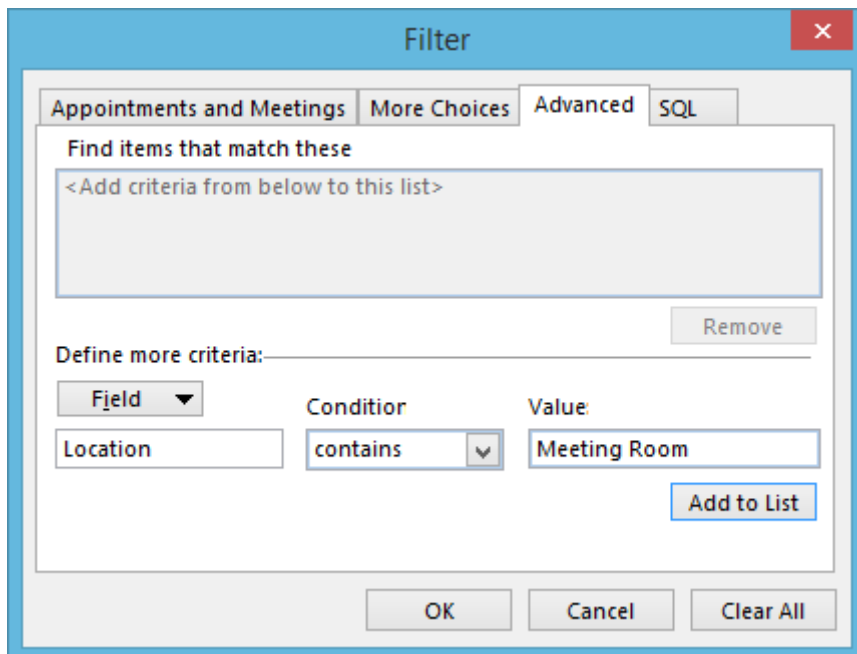 Filter
Appointments and Meetings More Choices Advanced SQL
Find items that match these
<Add criteria from below to this list>
Remove
Define more criteria:
Field Condition Value:
Location contains Meeting Room
Add to List
OK Cancel Clear All